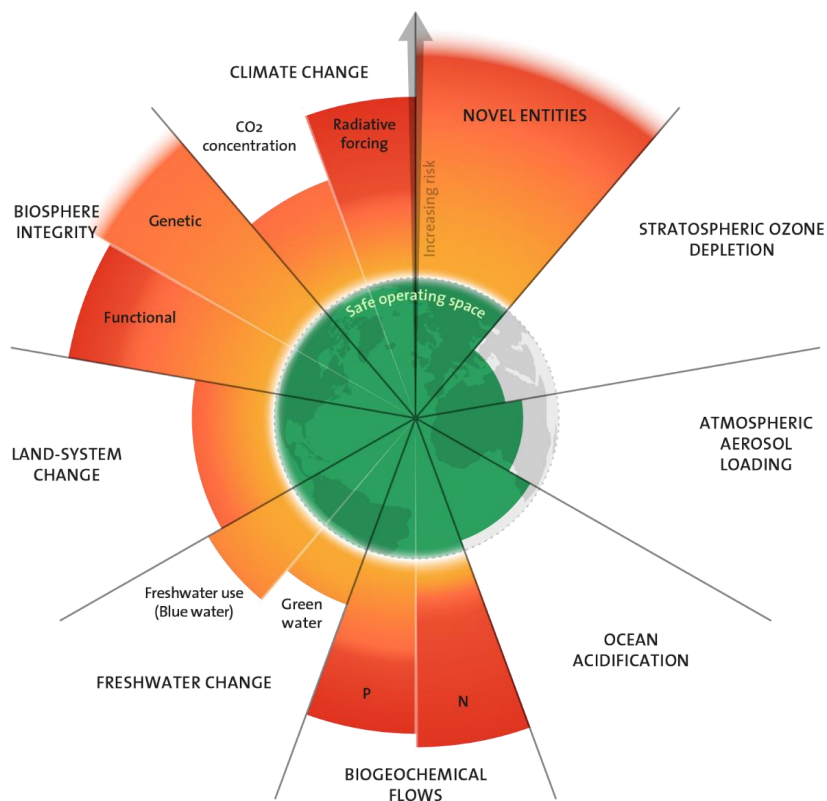 CLIMATE CHANGE
CO2
concentration
Radiative
forcing
Increasing risk
NOVEL ENTITIES
STRATOSPHERIC OZONE
DEPLETION
BIOSPHERE
INTEGRITY
Genetic
Functional
Safe operating space
ATMOSPHERIC
AEROSOL
LOADING
LAND-SYSTEM
CHANGE
Freshwater use
(Blue water)
Green
water
FRESHWATER CHANGE
OCEAN
ACIDIFICATION
P
N
BIOGEOCHEMICAL
FLOWS